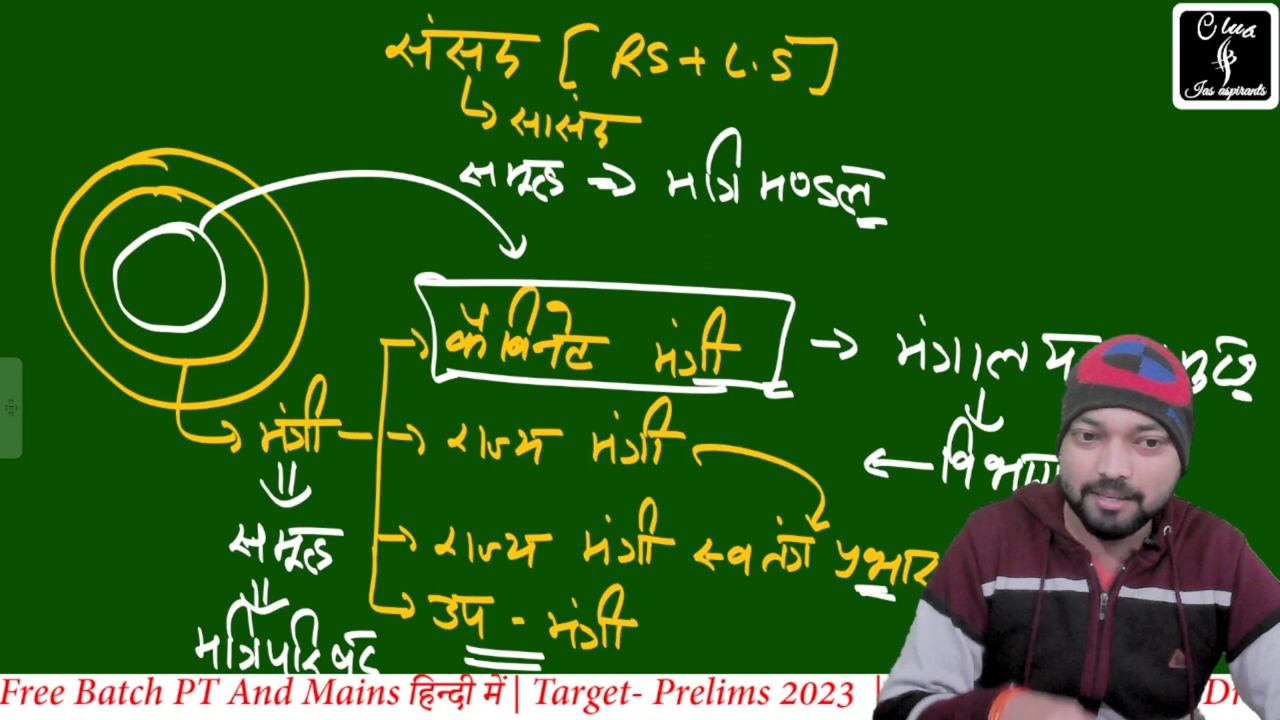 संसद [ RS + L.S ]
Clua
Ias aspirants
→ सासंद
समूह → मंत्रि मण्डल
कैबिनेट मंत्री → मंत्रालय
मंत्री → राज्य मंत्री
समूह
राज्य मंत्री स्वतंत्र प्रभार
उप - मंत्री
मंत्रिपरिषद
Free Batch PT And Mains हिन्दी में | Target- Prelims 2023 |